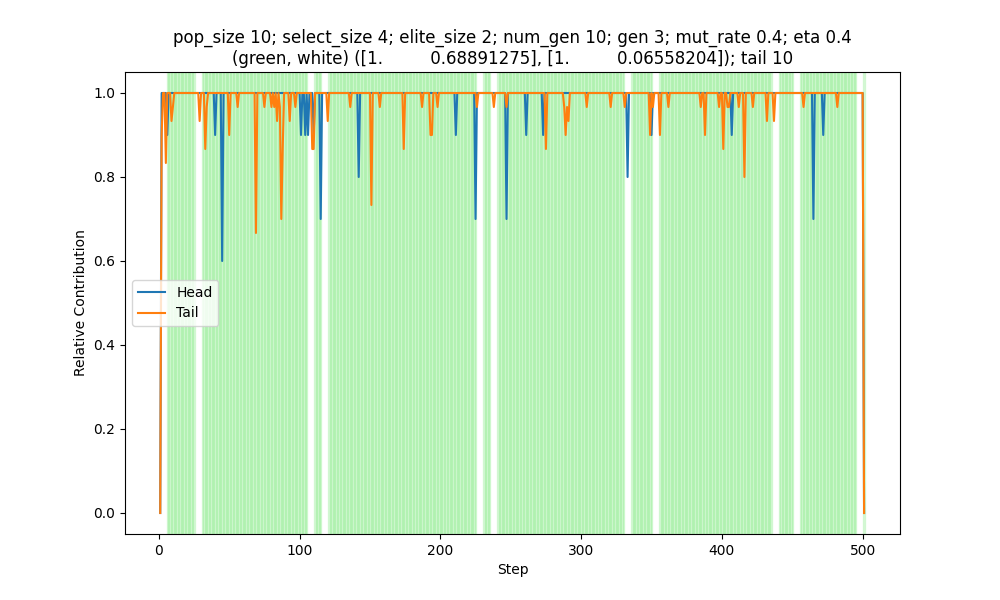 pop_size 10; select_size 4; elite_size 2; num_gen 10; gen 3; mut_rate 0.4; eta 0.4
(green, white) ([1. 0.68891275], [1. 0.06558204]); tail 10
1.0
0.8
0.6
0.4
0.2
0.0
Relative Contribution
Head
Tail
0
100
200
300
400
500
Step